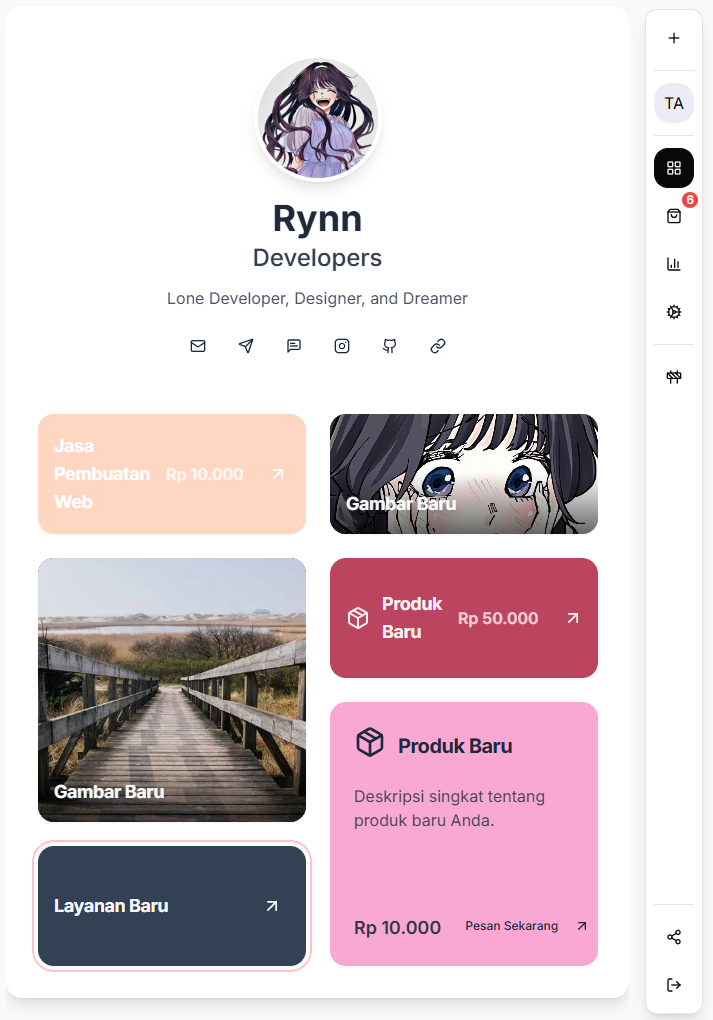 TA
6
Rynn
Developers
Lone Developer, Designer, and Dreamer
Jasa
Pembuatan
Web
Rp 10.000
Gambar Baru
Gambar Baru
Produk
Baru
Rp 50.000
Produk Baru
Deskripsi singkat tentang
produk baru Anda.
Rp 10.000
Pesan Sekarang
Layanan Baru